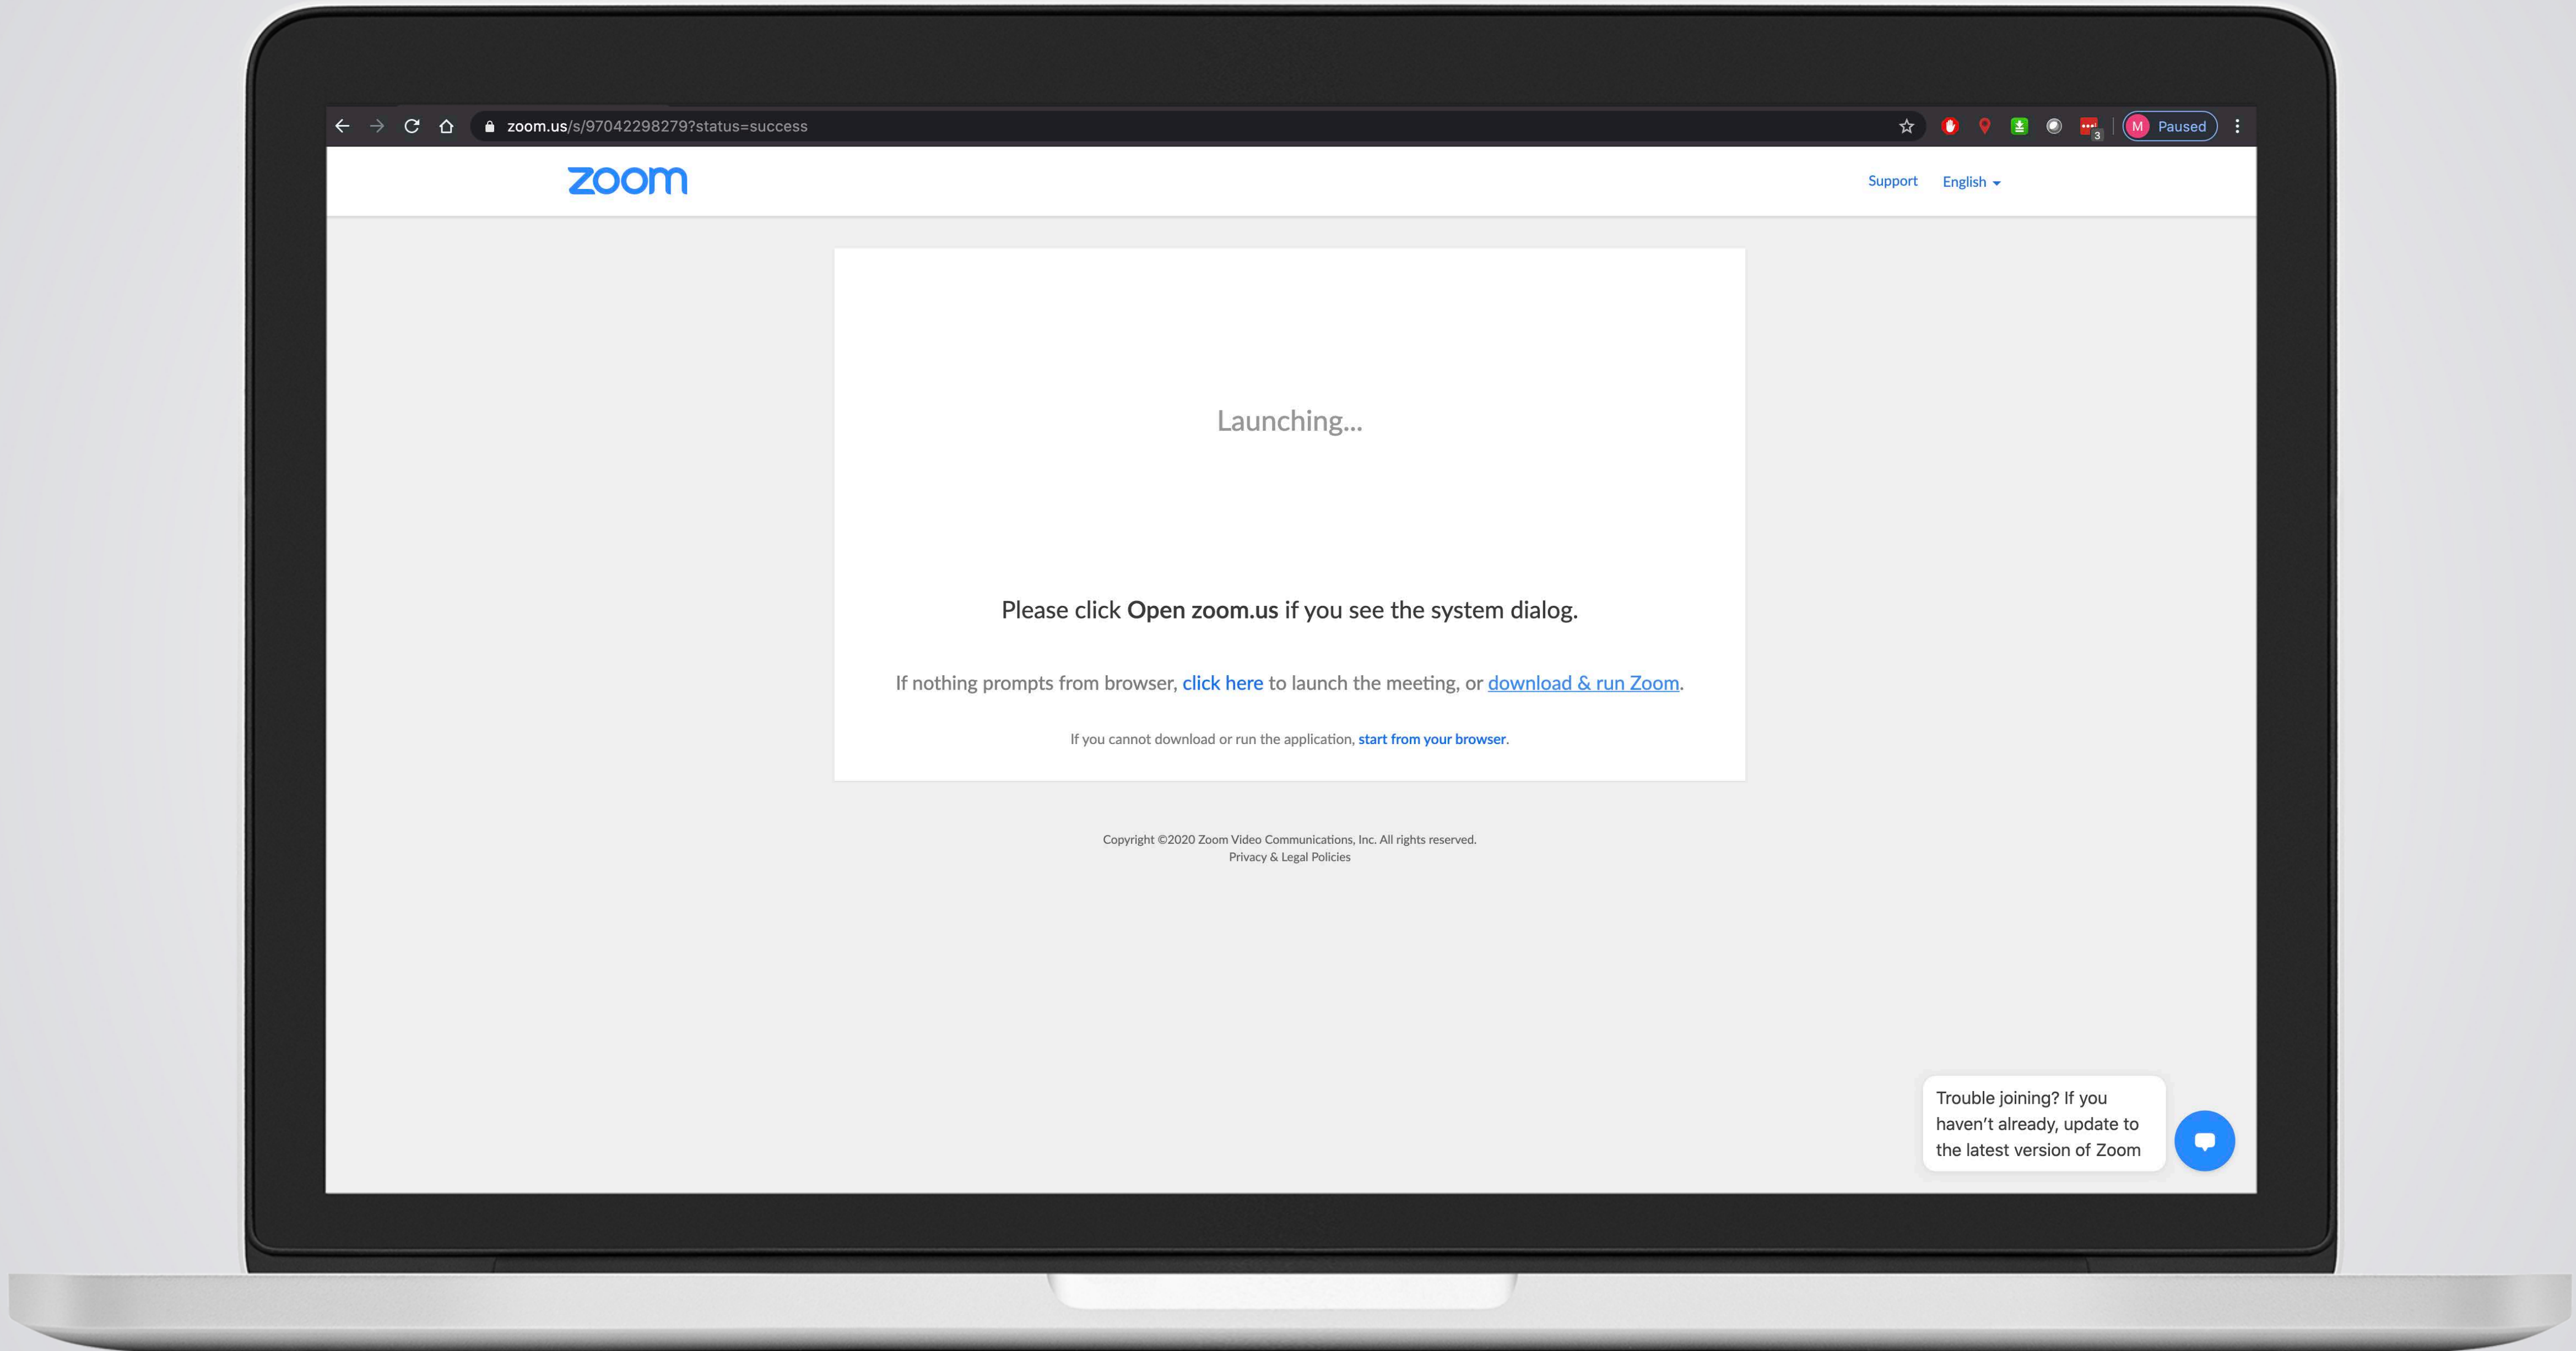 zoom.us/s/97042298279?status=success
3
M Paused
zoom
Support English
Launching...
Please click Open zoom.us if you see the system dialog.
If nothing prompts from browser, click here to launch the meeting, or download & run Zoom.
If you cannot download or run the application, start from your browser.
Copyright ©2020 Zoom Video Communications, Inc. All rights reserved.
Privacy & Legal Policies
Trouble joining? If you
haven't already, update to
the latest version of Zoom